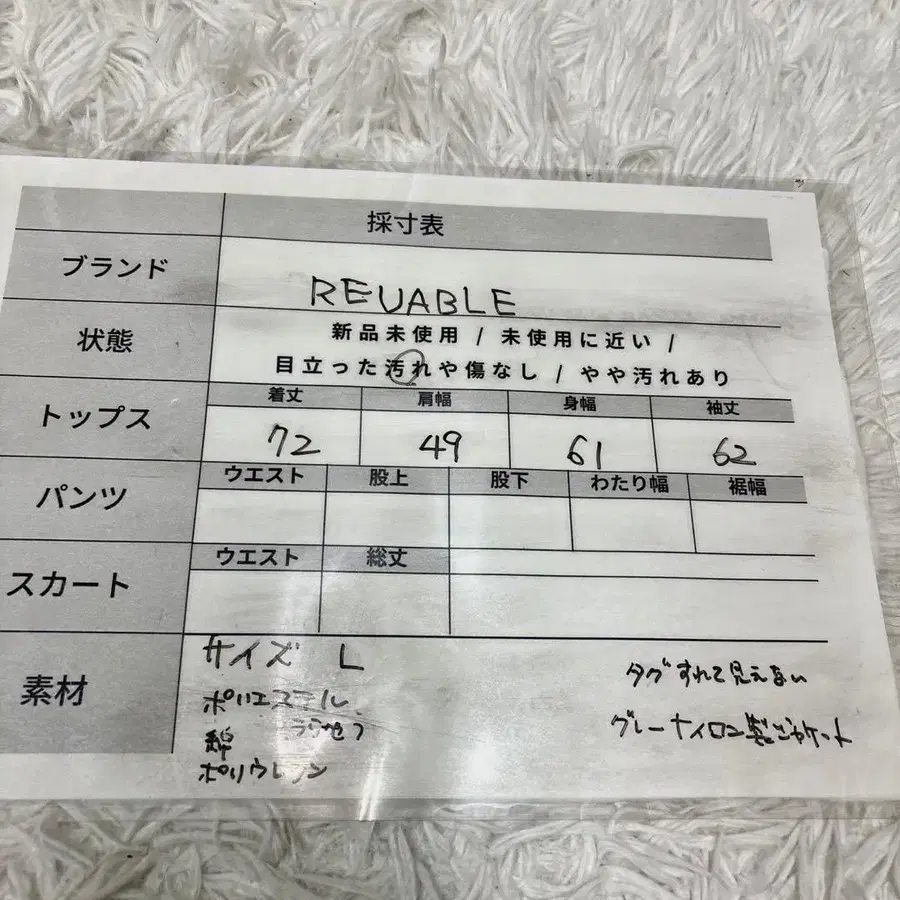 採寸表
ブランド REUABLE
状態 新品未使用 / 未使用に近い /
目立った汚れや傷なし / やや汚れあり
トップス 着丈 肩幅 身幅 袖丈
72 49 61 62
パンツ ウエスト 股上 股下 わたり幅 裾幅
スカート ウエスト 総丈
素材 サイズ L
タグすれて見えない
ポリエステル
グレーナイロン製ジャケット
綿
ポリウレタン